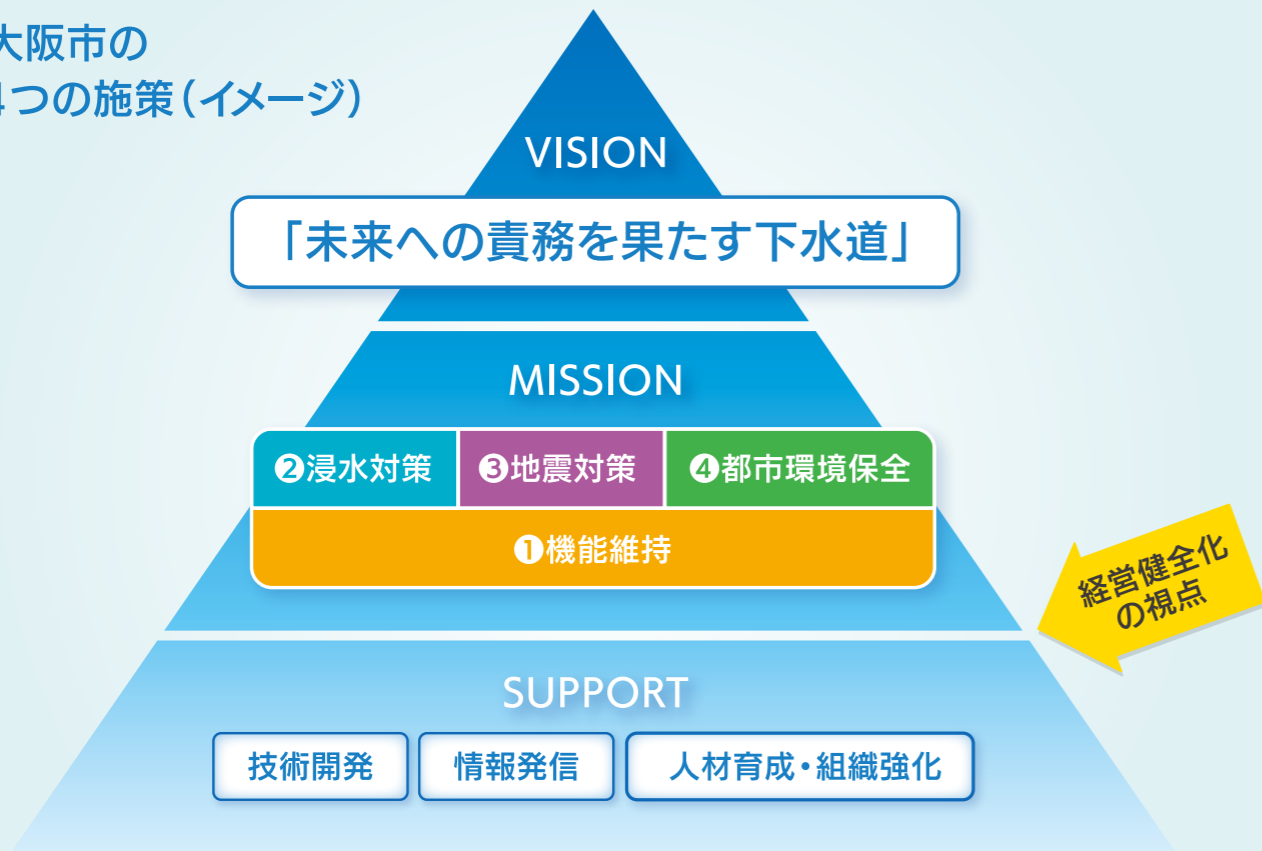 大阪市の
4つの施策（イメージ）
VISION
「未来への責務を果たす下水道」
MISSION
❷浸水対策
❸地震対策
❹都市環境保全
❶機能維持
経営健全化
の視点
SUPPORT
技術開発
情報発信
人材育成・組織強化